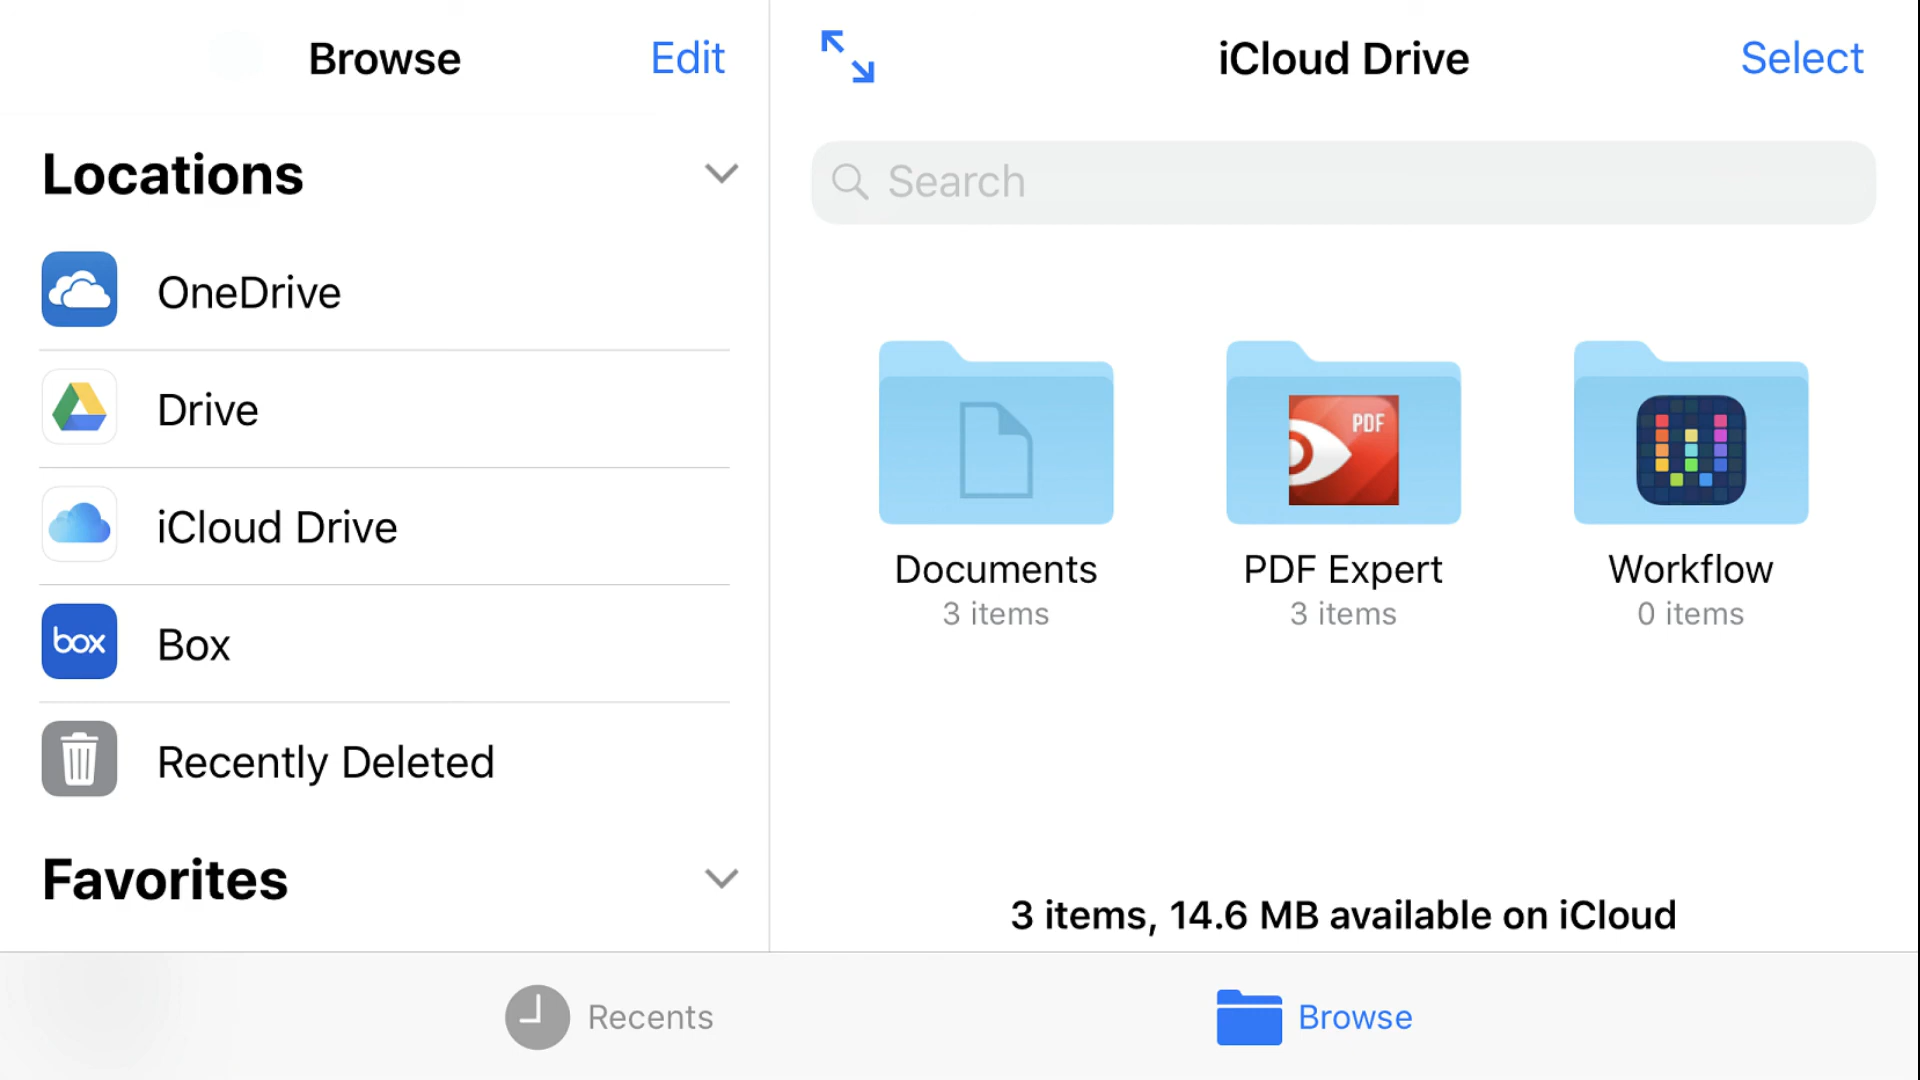 Browse
Edit
Locations
OneDrive
Drive
iCloud Drive
box
Box
Recently Deleted
Favorites
iCloud Drive
Select
Search
PDF
Documents
3 items
PDF Expert
3 items
Workflow
0 items
3 items, 14.6 MB available on iCloud
Recents
Browse